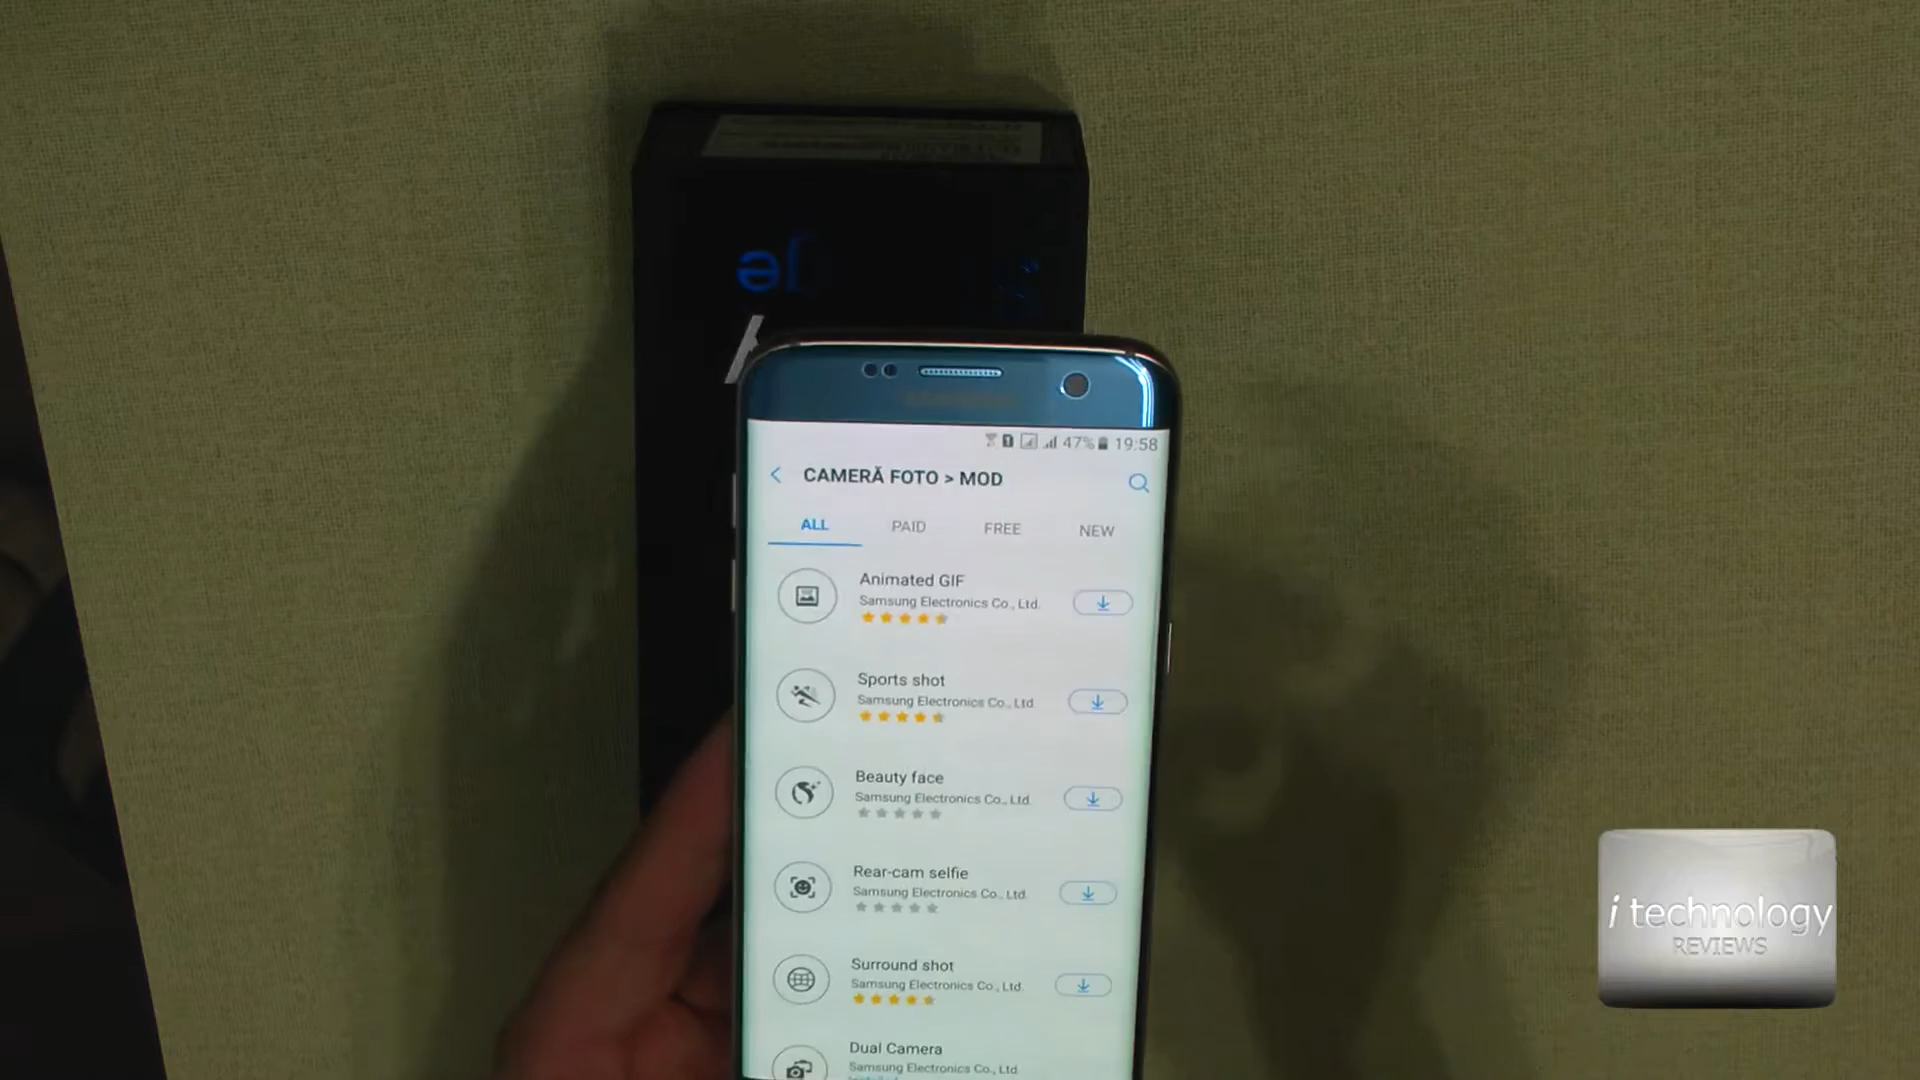 47% 19:58
CAMERĂ FOTO > MOD
ALL PAID FREE NEW
Animated GIF
Samsung Electronics Co., Ltd.
Sports shot
Samsung Electronics Co., Ltd.
Beauty face
Samsung Electronics Co., Ltd.
Rear-cam selfie
Samsung Electronics Co., Ltd.
Surround shot
Samsung Electronics Co., Ltd.
Dual Camera
Samsung Electronics Co., Ltd.
i technology
REVIEWS